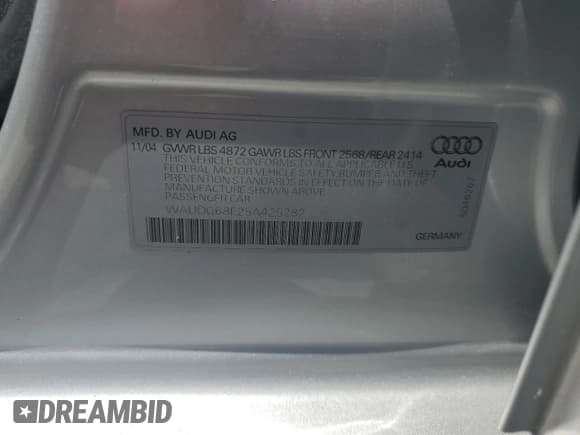 MFD. BY AUDI AG
11/04 GVWR LBS 4872 GAWR LBS FRONT 2568/REAR 2414
THIS VEHICLE CONFORMS TO ALL APPLICABLE U.S.
FEDERAL MOTOR VEHICLE SAFETY, BUMPER AND THEFT
PREVENTION STANDARDS IN EFFECT ON THE DATE OF
MANUFACTURE SHOWN ABOVE
PASSENGER CAR
Audi
GERMANY
DREAMBID